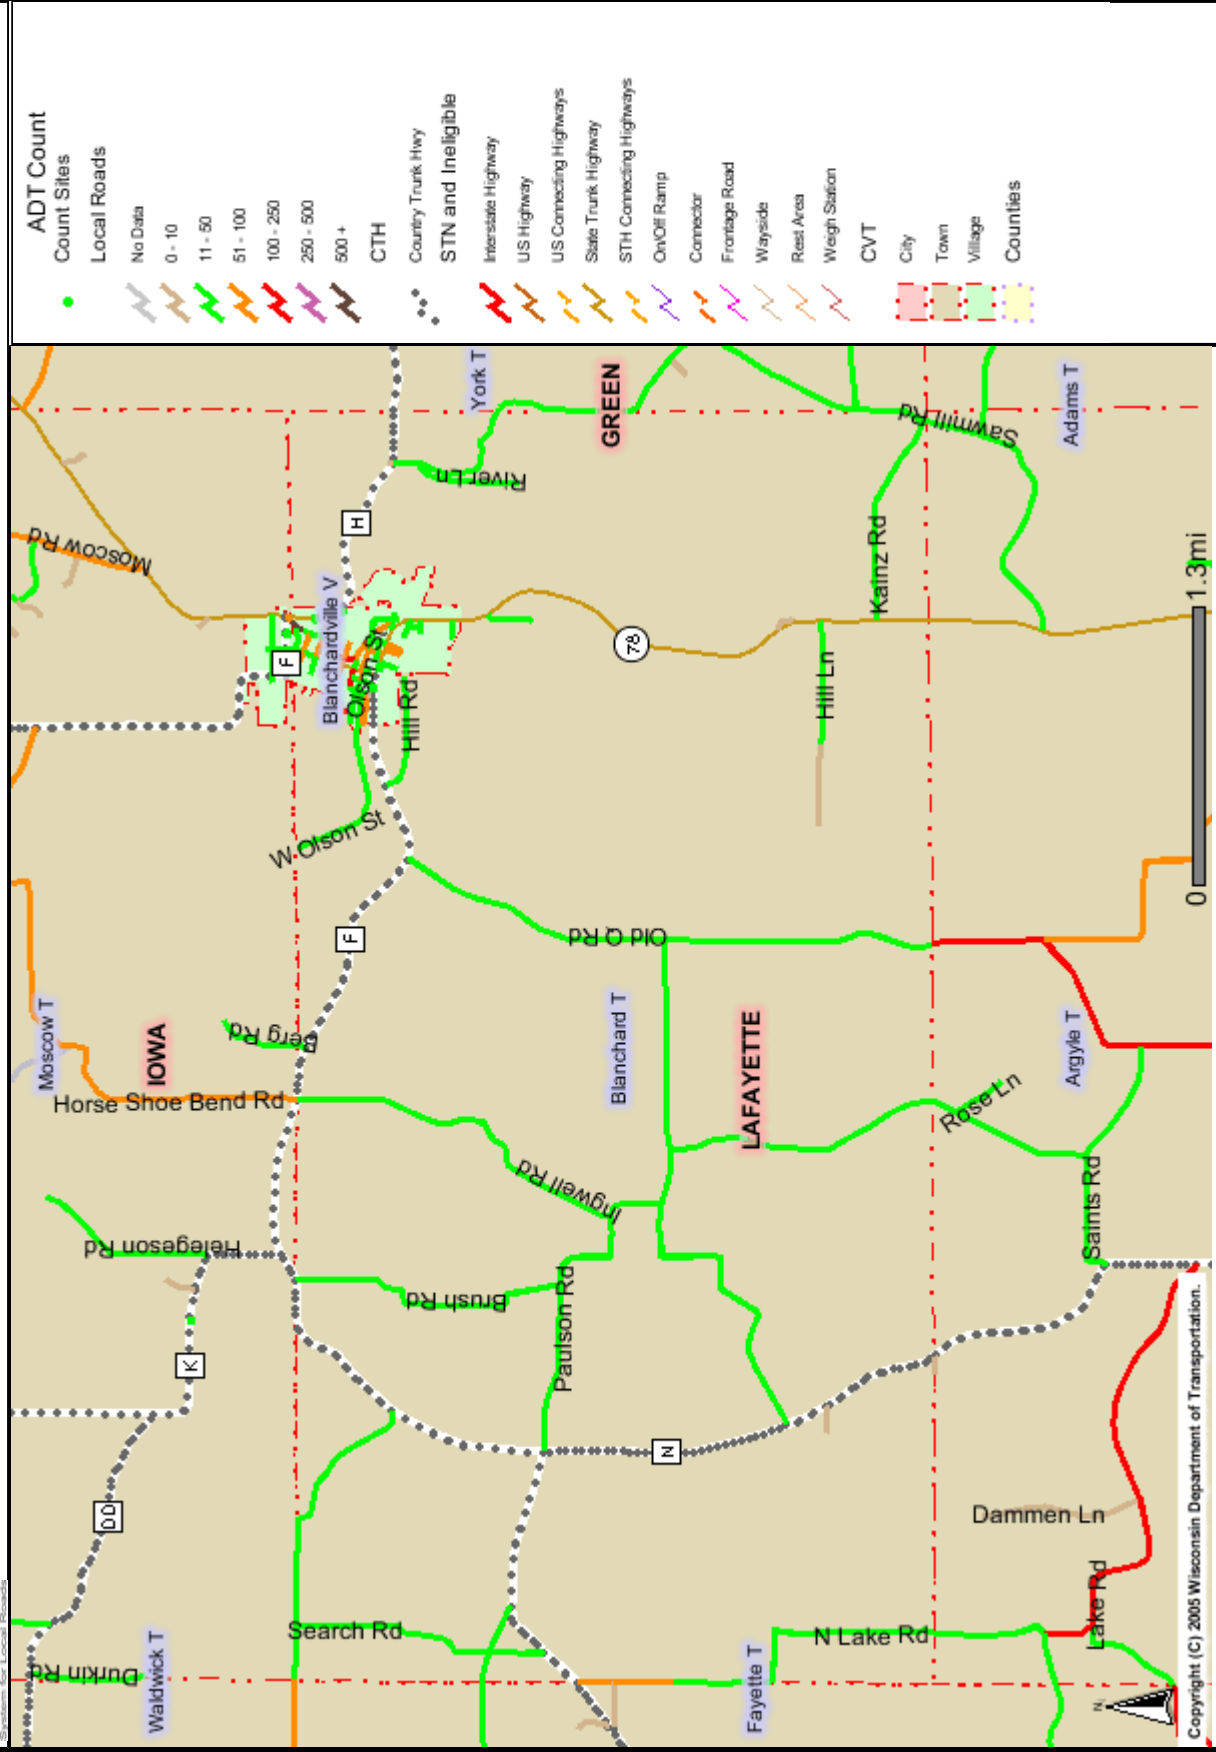 System for Local Roads
ADT Count
Count Sites
Local Roads
No Data
0 - 10
11 - 50
51 - 100
100 - 250
250 - 500
500 +
CTH
Country Trunk Hwy
STN and Ineligible
Interstate Highway
US Highway
US Connecting Highways
State Trunk Highway
STH Connecting Highways
On/Off Ramp
Connector
Frontage Road
Wayside
Rest Area
Weigh Station
CVT
City
Town
Village
Counties
Durkin Rd
Waldwick T
DD
K
Helegeson Rd
Horse Shoe Bend Rd
Moscow T
IOWA
Berg Rd
F
W Olson St
Moscow Rd
F
Blanchardville V
Olson St
Hill Rd
H
River Ln
York T
GREEN
Search Rd
Brush Rd
Paulson Rd
Ingwell Rd
Old Q Rd
Blanchard T
LAFAYETTE
N
78
Hill Ln
Kainz Rd
Sawmill Rd
Adams T
Fayette T
N Lake Rd
Lake Rd
Dammen Ln
Saints Rd
Rose Ln
Argyle T
N
0
1.3mi
Copyright (C) 2005 Wisconsin Department of Transportation.